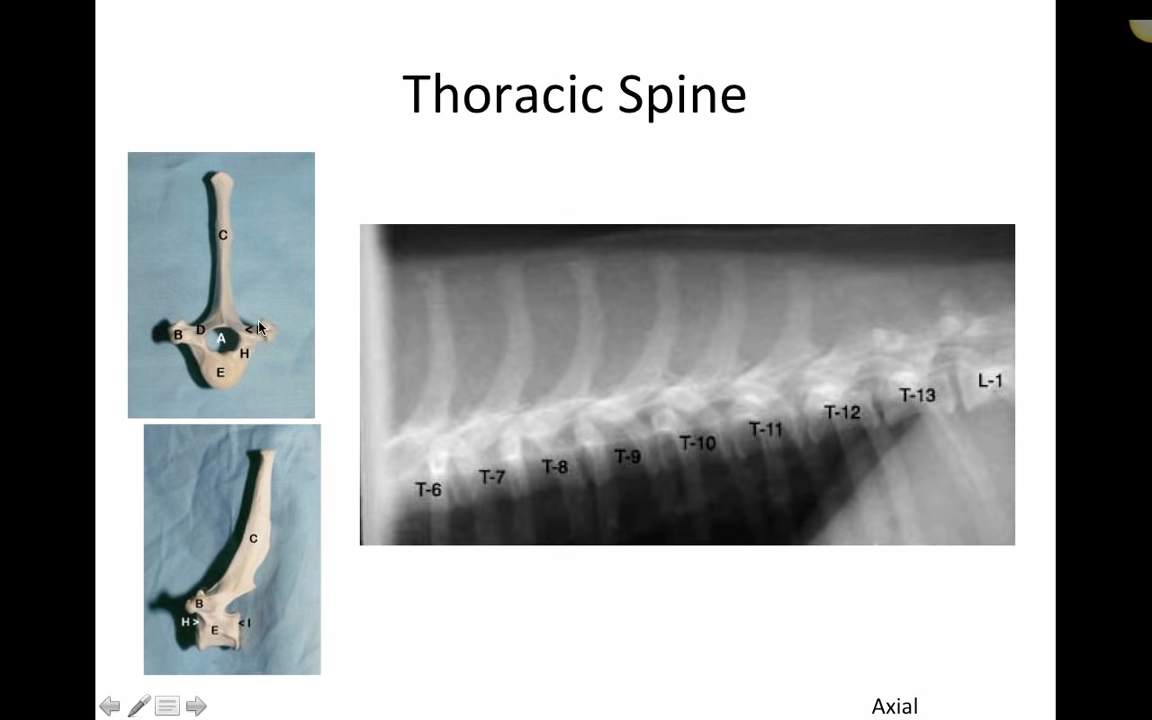 Thoracic Spine
C
B D A <
H
E
C
B
H> E <I
T-6 T-7 T-8 T-9 T-10 T-11 T-12 T-13 L-1
Axial